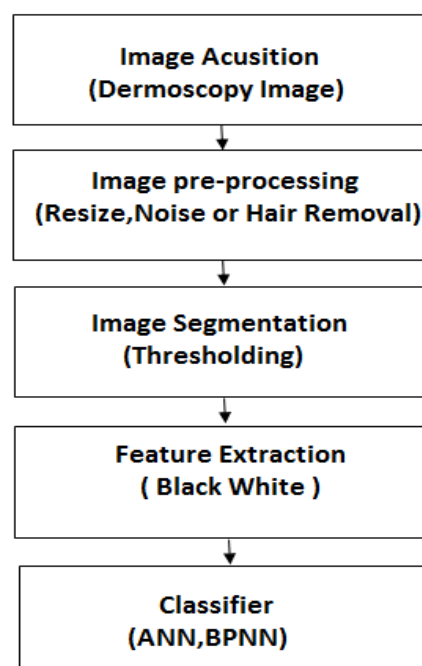 Image Acusition
(Dermoscopy Image)
Image pre-processing
(Resize,Noise or Hair Removal)
Image Segmentation
(Thresholding)
Feature Extraction
( Black White )
Classifier
(ANN,BPNN)